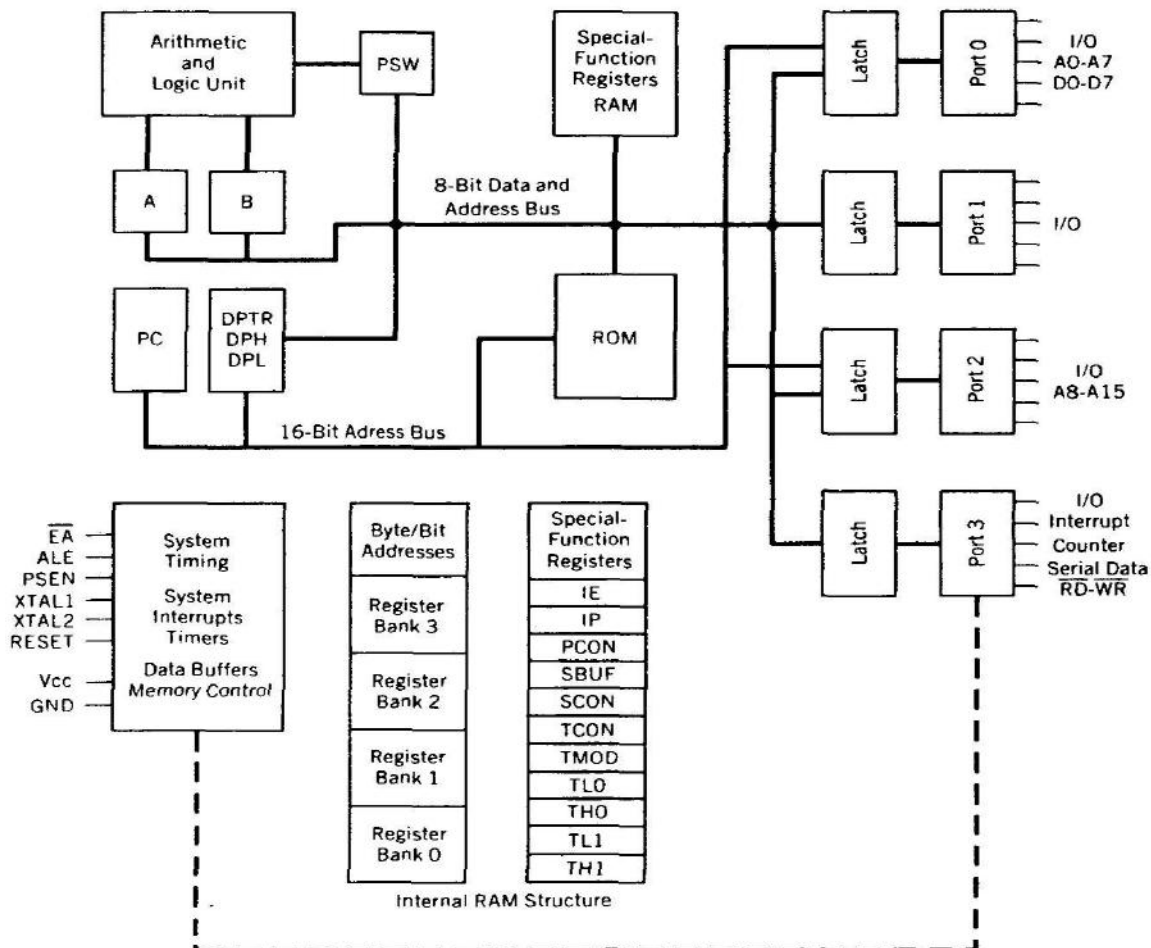 Arithmetic
and
Logic Unit
PSW
Special-
Function
Registers
RAM
Latch
Port 0
I/O
A0-A7
D0-D7
A
B
8-Bit Data and
Address Bus
Latch
Port 1
I/O
PC
DPTR
DPH
DPL
ROM
Latch
Port 2
I/O
A8-A15
16-Bit Adress Bus
EA
ALE
PSEN
XTAL1
XTAL2
RESET
Vcc
GND
System
Timing
System
Interrupts
Timers
Data Buffers
Memory Control
Byte/Bit
Addresses
Register
Bank 3
Register
Bank 2
Register
Bank 1
Register
Bank 0
Special-
Function
Registers
IE
IP
PCON
SBUF
SCON
TCON
TMOD
TL0
TH0
TL1
TH1
Internal RAM Structure
Latch
Port 3
I/O
Interrupt
Counter
Serial Data
RD-WR